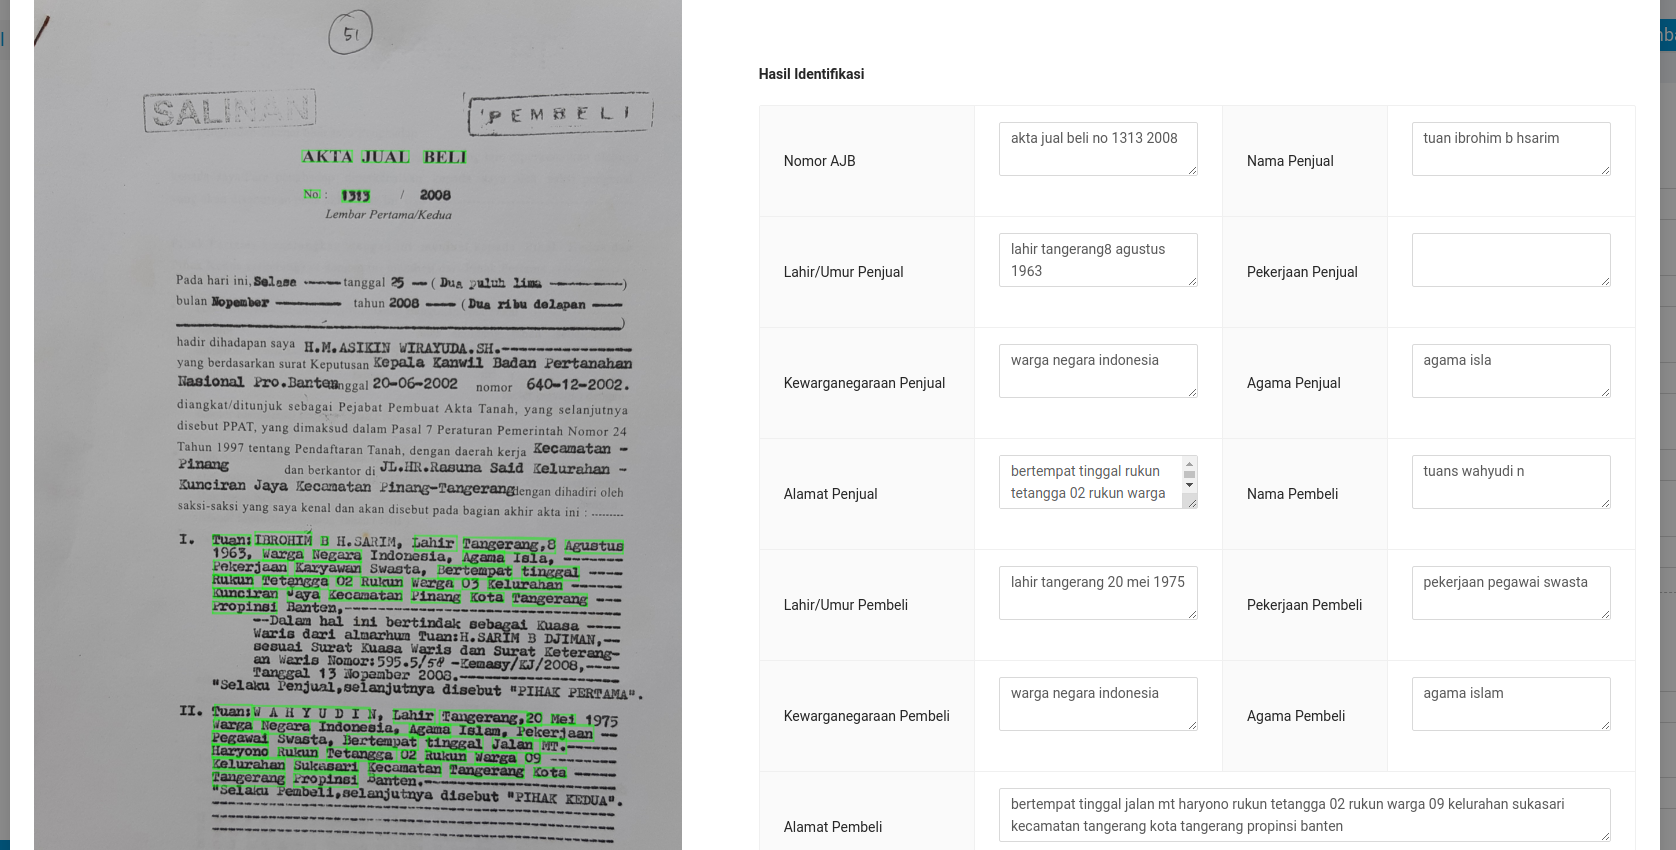 51
SALINAN
PEMBELI
AKTA JUAL BELI
No : 1313 / 2008
Lembar Pertama/Kedua
Pada hari ini, Selasa ----- tanggal 25 -- ( Dua puluh lima ----------)
bulan Nopember --------- tahun 2008 ---- ( Dua ribu delapan ----
----------)
hadir dihadapan saya H.M.ASIKIN WIRAYUDA.SH.----------
yang berdasarkan surat Keputusan Kepala Kanwil Badan Pertanahan
Nasional Pro.Banten tanggal 20-06-2002 nomor 640-12-2002.
diangkat/ditunjuk sebagai Pejabat Pembuat Akta Tanah, yang selanjutnya
disebut PPAT, yang dimaksud dalam Pasal 7 Peraturan Pemerintah Nomor 24
Tahun 1997 tentang Pendaftaran Tanah, dengan daerah kerja Kecamatan -
Pinang dan berkantor di JL.HR.Rasuna Said Kelurahan -
Kunciran Jaya Kecamatan Pinang-Tangerang dengan dihadiri oleh
saksi-saksi yang saya kenal dan akan disebut pada bagian akhir akta ini : .........
I. Tuan:IBROHIM B H.SARIM, Lahir Tangerang,8 Agustus
1963, Warga Negara Indonesia, Agama Isla, ------
Pekerjaan Karyawan Swasta, Bertempat tinggal ----
Rukun Tetangga 02 Rukun Warga 03 Kelurahan -----
Kunciran Jaya Kecamatan Pinang Kota Tangerang ---
Propinsi Banten,----------
--Dalam hal ini bertindak sebagai Kuasa ----
Waris dari almarhum Tuan:H.SARIM B DJIMAN,--
sesuai Surat Kuasa Waris dan Surat Keterang-
an Waris Nomor:595.5/58 -Kemasy/KJ/2008,----
Tanggal 13 Nopember 2008.----------
"Selaku Penjual,selanjutnya disebut "PIHAK PERTAMA".
II. Tuan:W A H Y U D I N, Lahir Tangerang,20 Mei 1975
Warga Negara Indonesia, Agama Islam, Pekerjaan --
Pegawai Swasta, Bertempat tinggal Jalan MT.-----
Haryono Rukun Tetangga 02 Rukun Warga 09 -------
Kelurahan Sukasari Kecamatan Tangerang Kota -----
Tangerang Propinsi Banten.----------
"Selaku Pembeli,selanjutnya disebut "PIHAK KEDUA".
Hasil Identifikasi
Nomor AJB
akta jual beli no 1313 2008
Nama Penjual
tuan ibrohim b hsarim
Lahir/Umur Penjual
lahir tangerang8 agustus
1963
Pekerjaan Penjual
Kewarganegaraan Penjual
warga negara indonesia
Agama Penjual
agama isla
Alamat Penjual
bertempat tinggal rukun
tetangga 02 rukun warga
Nama Pembeli
tuans wahyudi n
Lahir/Umur Pembeli
lahir tangerang 20 mei 1975
Pekerjaan Pembeli
pekerjaan pegawai swasta
Kewarganegaraan Pembeli
warga negara indonesia
Agama Pembeli
agama islam
Alamat Pembeli
bertempat tinggal jalan mt haryono rukun tetangga 02 rukun warga 09 kelurahan sukasari
kecamatan tangerang kota tangerang propinsi banten